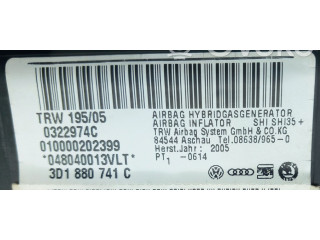 TRW 195/05
0322974C
010000202399
*048040013VLT*
3D1 880 741 C
AIRBAG HYBRIDGASGENERATOR
AIRBAG INFLATOR SHI SH35+
TRW Airbag System GmbH & CO.KG
84544 Aschau Tel.08638/965-0
Herst.Jahr: 2005
PT1 -0614